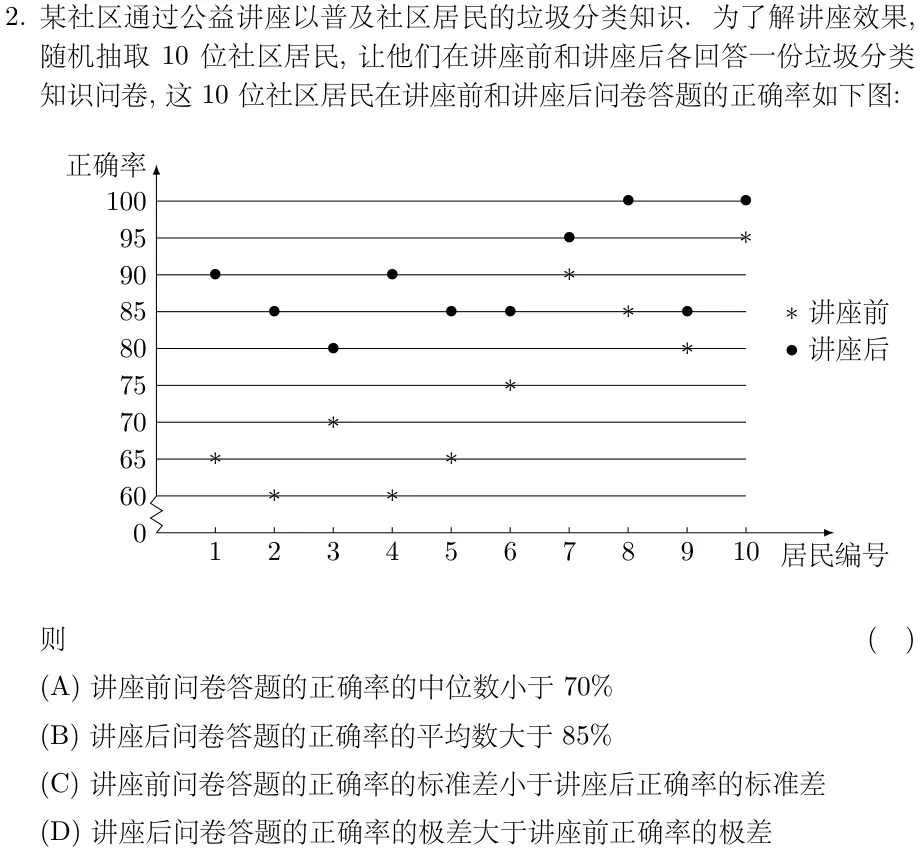 2. 某社区通过公益讲座以普及社区居民的垃圾分类知识. 为了解讲座效果,
随机抽取 10 位社区居民, 让他们在讲座前和讲座后各回答一份垃圾分类
知识问卷, 这 10 位社区居民在讲座前和讲座后问卷答题的正确率如下图:
正确率
100
95
90
85
80
75
70
65
60
0
* 讲座前
● 讲座后
1 2 3 4 5 6 7 8 9 10 居民编号
则 ( )
(A) 讲座前问卷答题的正确率的中位数小于 70%
(B) 讲座后问卷答题的正确率的平均数大于 85%
(C) 讲座前问卷答题的正确率的标准差小于讲座后正确率的标准差
(D) 讲座后问卷答题的正确率的极差大于讲座前正确率的极差